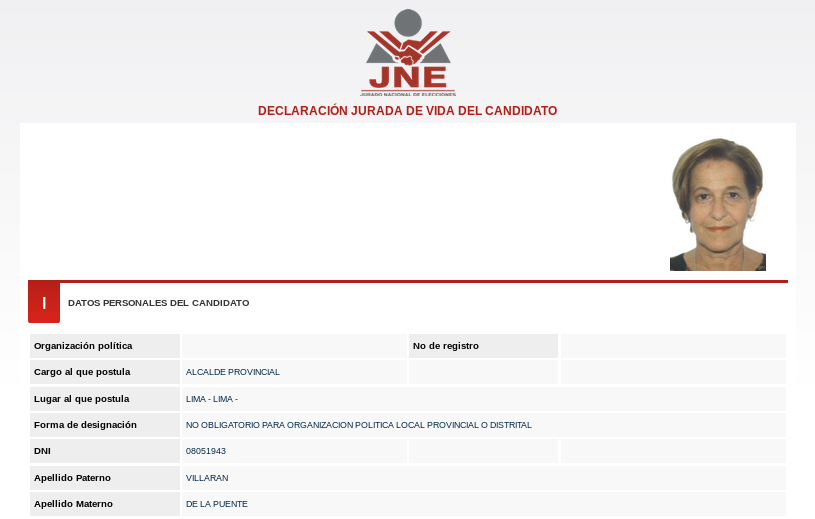 JNE
JURADO NACIONAL DE ELECCIONES
DECLARACIÓN JURADA DE VIDA DEL CANDIDATO
I DATOS PERSONALES DEL CANDIDATO
Organización política No de registro
Cargo al que postula ALCALDE PROVINCIAL
Lugar al que postula LIMA - LIMA -
Forma de designación NO OBLIGATORIO PARA ORGANIZACION POLITICA LOCAL PROVINCIAL O DISTRITAL
DNI 08051943
Apellido Paterno VILLARAN
Apellido Materno DE LA PUENTE